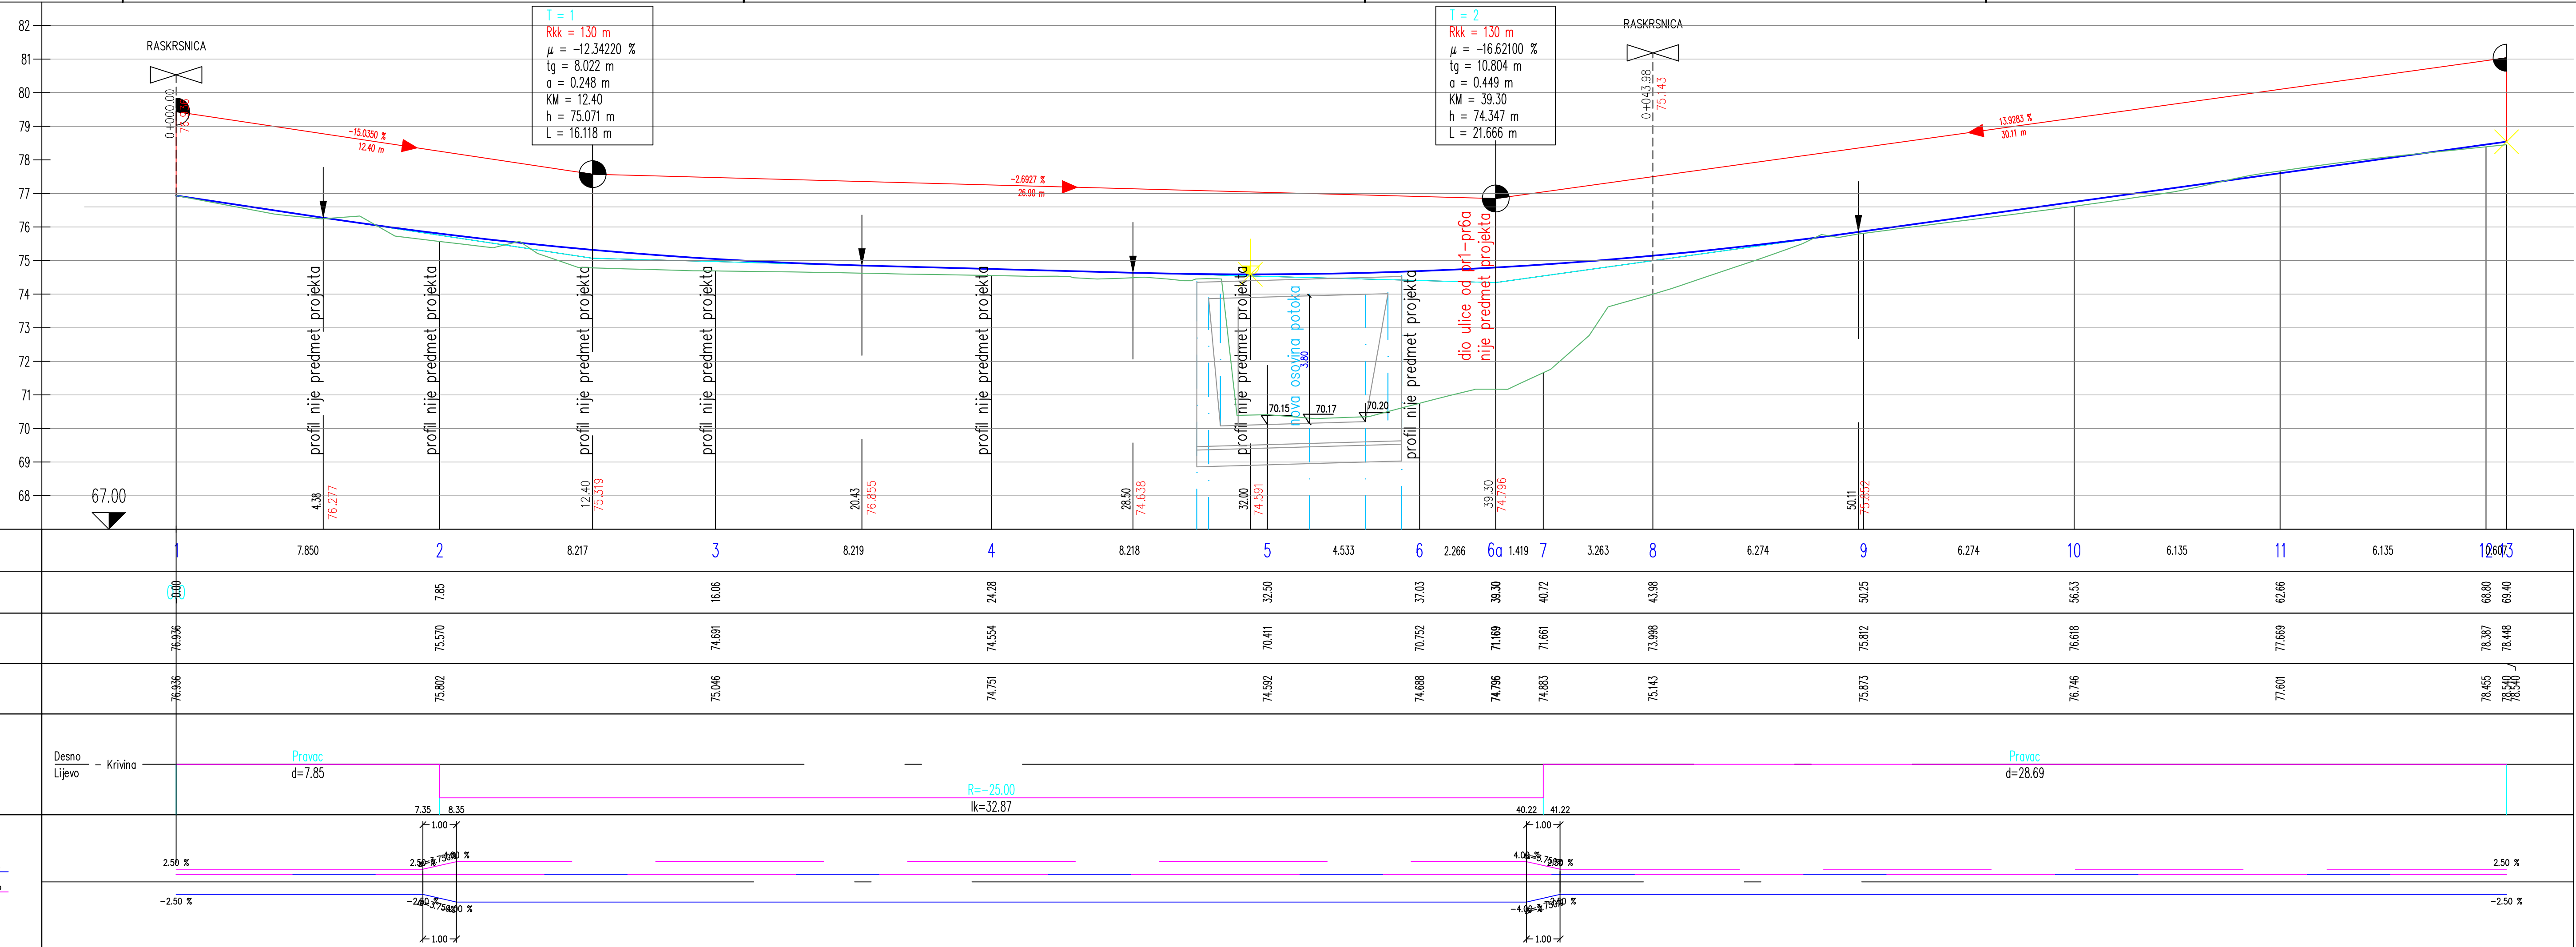 82
81
80
79
78
77
76
75
74
73
72
71
70
69
68
67.00
RASKRSNICA
0+000.00
T = 1
Rkk = 130 m
μ = -12.34220 %
tg = 8.022 m
a = 0.248 m
KM = 12.40
h = 75.071 m
L = 16.118 m
T = 2
Rkk = 130 m
μ = -16.62100 %
tg = 10.804 m
a = 0.449 m
KM = 39.30
h = 74.347 m
L = 21.666 m
RASKRSNICA
0+043.98
75.143
-15.0350 %
12.40 m
-2.6927 %
26.90 m
13.9283 %
30.11 m
profil nije predmet projekta
profil nije predmet projekta
profil nije predmet projekta
profil nije predmet projekta
profil nije predmet projekta
profil nije predmet projekta
nova osovina potoka
3.80
profil nije predmet projekta
dio ulice od pr1-pr6a
nije predmet projekta
70.15
70.17
70.20
4.38
76.277
12.40
75.319
20.43
76.855
28.50
74.638
32.00
74.591
39.30
74.796
50.11
75.852
1 7.850 2 8.217 3 8.219 4 8.218 5 4.533 6 2.266 6a 1.419 7 3.263 8 6.274 9 6.274 10 6.135 11 6.135 12 13
0.00 7.85 16.06 24.28 32.50 37.03 39.30 40.72 43.98 50.25 56.53 62.66 68.80 69.40
76.936 75.570 74.691 74.554 70.411 70.752 71.169 71.661 73.998 75.812 76.618 77.669 78.387 78.448
76.936 75.802 75.046 74.751 74.592 74.688 74.796 74.883 75.143 75.873 76.746 77.601 78.455 78.540
78.540
Desno
Lijevo
- Krivina
Pravac
d=7.85
R=-25.00
lk=32.87
Pravac
d=28.69
7.35 8.35
40.22 41.22
1.00
1.00
2.50 %
4.00 %
2.50 %
-2.50 %
-4.00 %
-2.50 %
1.00
1.00